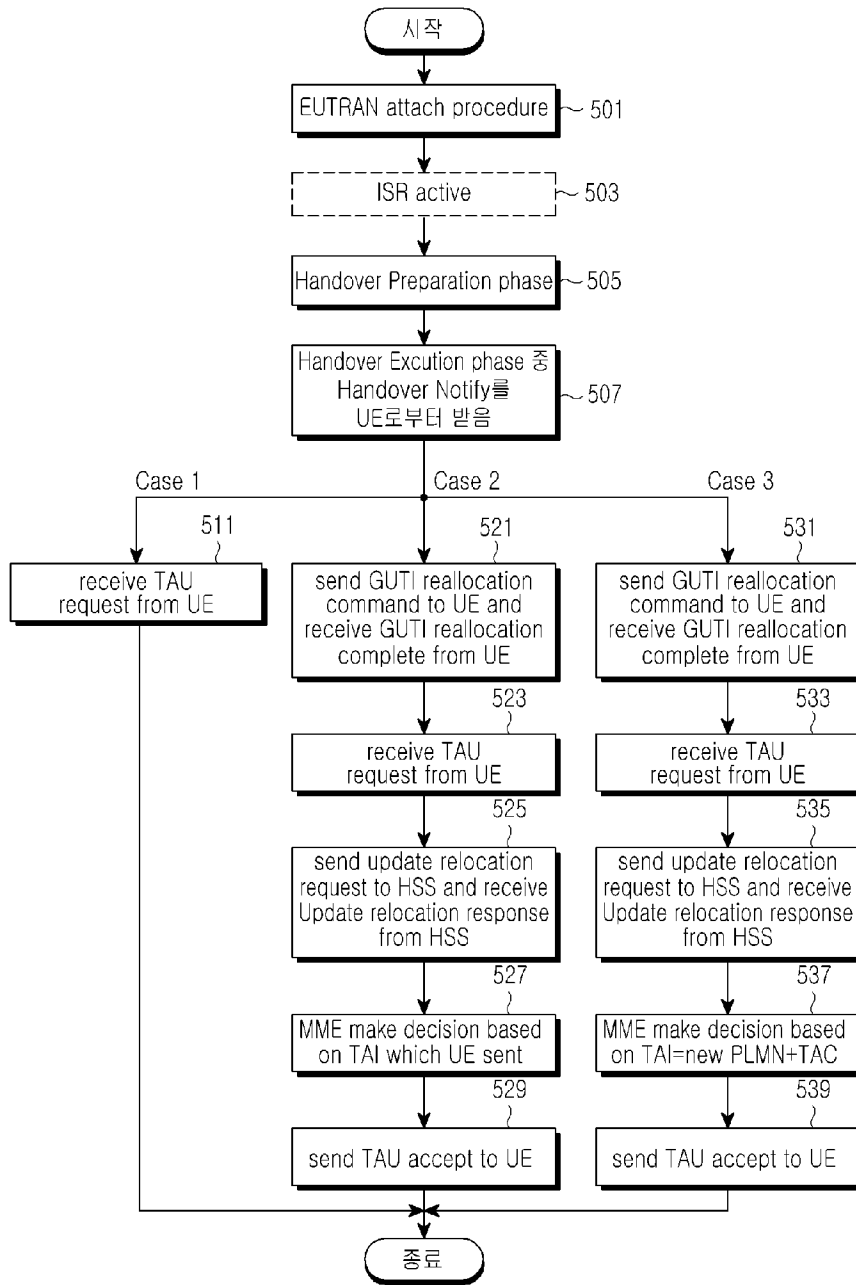 시작
EUTRAN attach procedure
501
ISR active
503
Handover Preparation phase
505
Handover Excution phase 중
Handover Notify를
UE로부터 받음
507
Case 1
Case 2
Case 3
511
receive TAU
request from UE
521
send GUTI reallocation
command to UE and
receive GUTI reallocation
complete from UE
523
receive TAU
request from UE
525
send update relocation
request to HSS and receive
Update relocation response
from HSS
527
MME make decision based
on TAI which UE sent
529
send TAU accept to UE
531
send GUTI reallocation
command to UE and
receive GUTI reallocation
complete from UE
533
receive TAU
request from UE
535
send update relocation
request to HSS and receive
Update relocation response
from HSS
537
MME make decision based
on TAI=new PLMN+TAC
539
send TAU accept to UE
종료